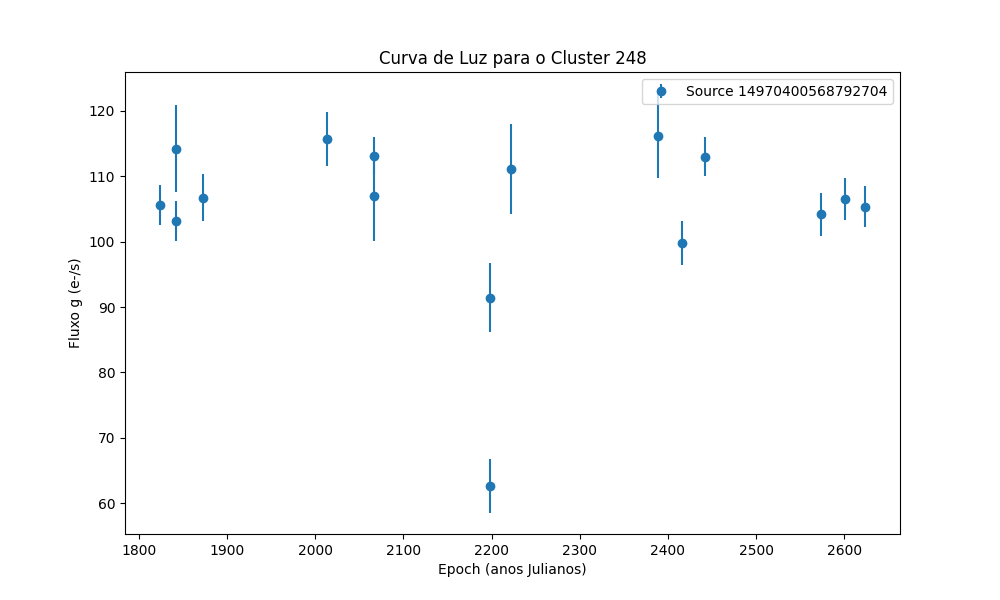 Curva de Luz para o Cluster 248
Source 14970400568792704
120
110
100
90
80
70
60
Fluxo g (e-/s)
1800 1900 2000 2100 2200 2300 2400 2500 2600
Epoch (anos Julianos)